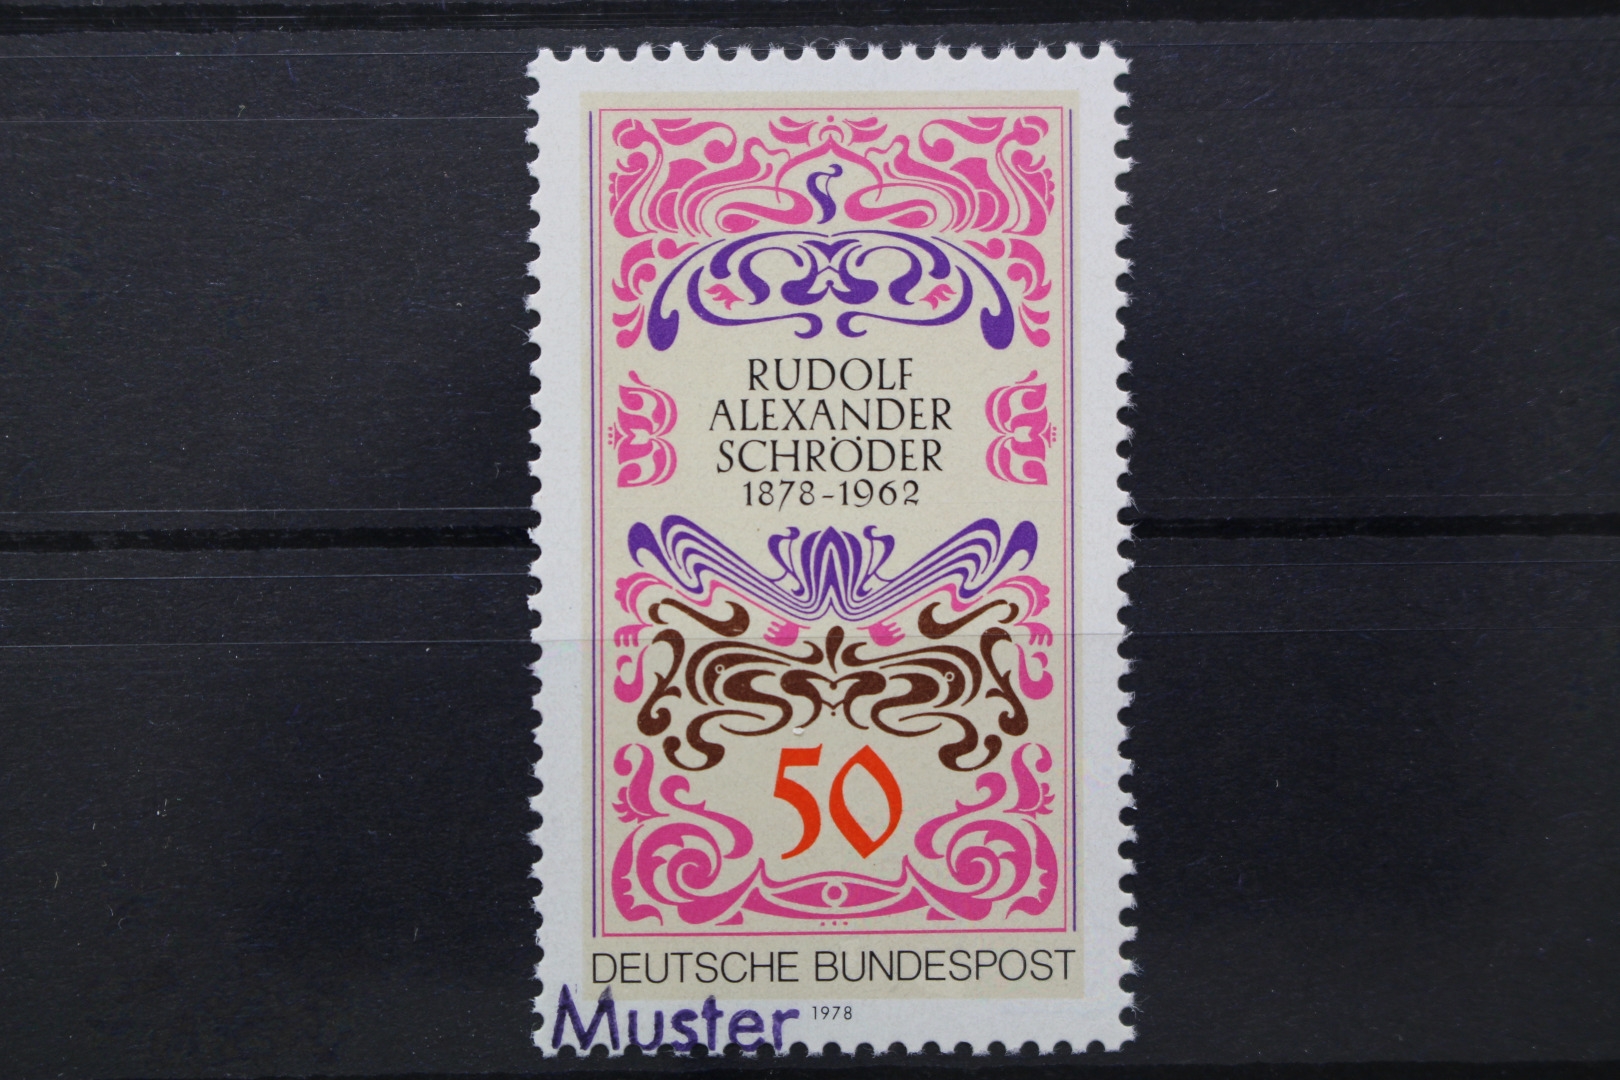 RUDOLF
ALEXANDER
SCHRÖDER
1878-1962
50
DEUTSCHE BUNDESPOST
1978
Muster